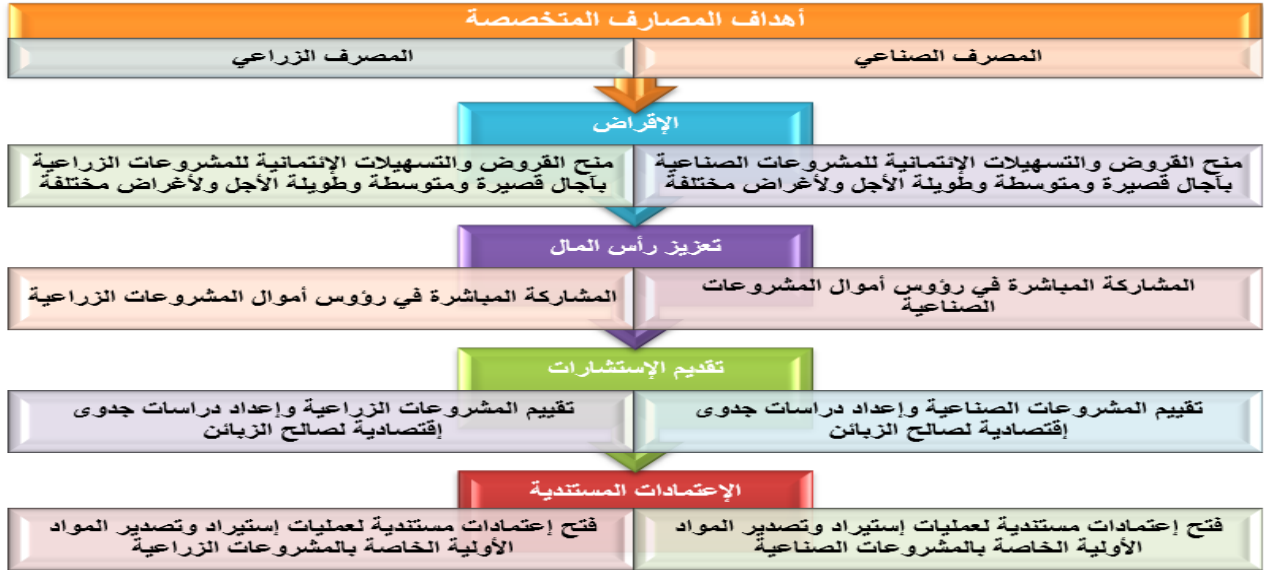 أهداف المصارف المتخصصة
المصرف الصناعي
المصرف الزراعي
الإقراض
منح القروض والتسهيلات الإئتمانية للمشروعات الصناعية
بآجال قصيرة ومتوسطة وطويلة الأجل ولأغراض مختلفة
منح القروض والتسهيلات الإئتمانية للمشروعات الزراعية
بآجال قصيرة ومتوسطة وطويلة الأجل ولأغراض مختلفة
تعزيز رأس المال
المشاركة المباشرة في رؤوس أموال المشروعات
الصناعية
المشاركة المباشرة في رؤوس أموال المشروعات الزراعية
تقديم الإستشارات
تقييم المشروعات الصناعية وإعداد دراسات جدوى
إقتصادية لصالح الزبائن
تقييم المشروعات الزراعية وإعداد دراسات جدوى
إقتصادية لصالح الزبائن
الإعتمادات المستندية
فتح إعتمادات مستندية لعمليات إستيراد وتصدير المواد
الأولية الخاصة بالمشروعات الصناعية
فتح إعتمادات مستندية لعمليات إستيراد وتصدير المواد
الأولية الخاصة بالمشروعات الزراعية